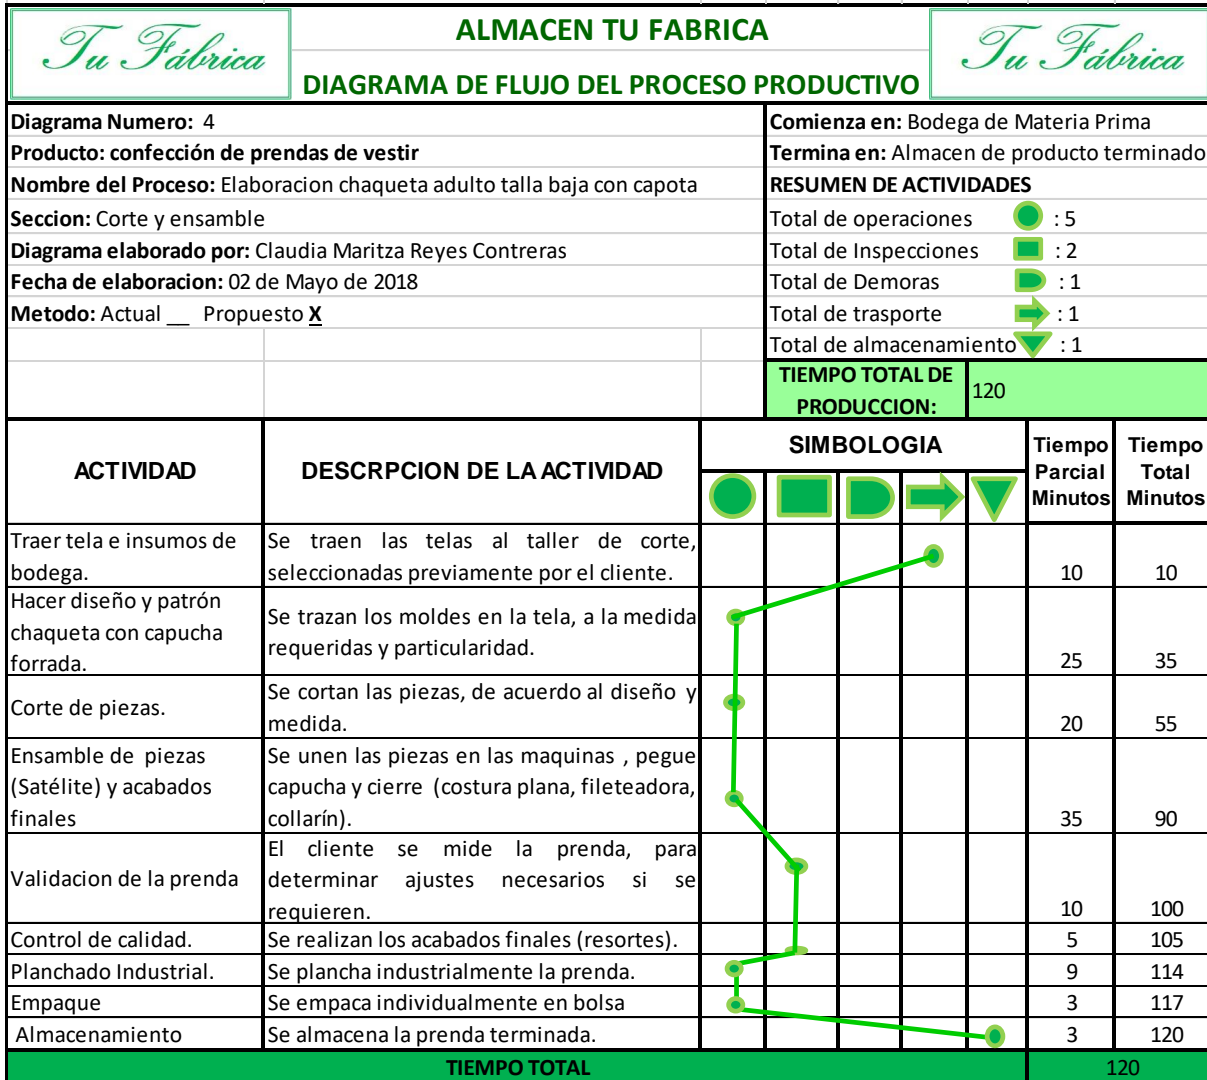 Tu Fábrica
ALMACEN TU FABRICA
DIAGRAMA DE FLUJO DEL PROCESO PRODUCTIVO
Tu Fábrica
Diagrama Numero: 4
Producto: confección de prendas de vestir
Nombre del Proceso: Elaboracion chaqueta adulto talla baja con capota
Seccion: Corte y ensamble
Diagrama elaborado por: Claudia Maritza Reyes Contreras
Fecha de elaboracion: 02 de Mayo de 2018
Metodo: Actual __ Propuesto X
Comienza en: Bodega de Materia Prima
Termina en: Almacen de producto terminado
RESUMEN DE ACTIVIDADES
Total de operaciones : 5
Total de Inspecciones : 2
Total de Demoras : 1
Total de trasporte : 1
Total de almacenamiento : 1
TIEMPO TOTAL DE
PRODUCCION:
120
ACTIVIDAD
DESCRPCION DE LA ACTIVIDAD
SIMBOLOGIA
Tiempo
Parcial
Minutos
Tiempo
Total
Minutos
Traer tela e insumos de
bodega.
Se traen las telas al taller de corte,
seleccionadas previamente por el cliente.
10
10
Hacer diseño y patrón
chaqueta con capucha
forrada.
Se trazan los moldes en la tela, a la medida
requeridas y particularidad.
25
35
Corte de piezas.
Se cortan las piezas, de acuerdo al diseño y
medida.
20
55
Ensamble de piezas
(Satélite) y acabados
finales
Se unen las piezas en las maquinas , pegue
capucha y cierre (costura plana, fileteadora,
collarín).
35
90
Validacion de la prenda
El cliente se mide la prenda, para
determinar ajustes necesarios si se
requieren.
10
100
Control de calidad.
Se realizan los acabados finales (resortes).
5
105
Planchado Industrial.
Se plancha industrialmente la prenda.
9
114
Empaque
Se empaca individualmente en bolsa
3
117
Almacenamiento
Se almacena la prenda terminada.
3
120
TIEMPO TOTAL
120